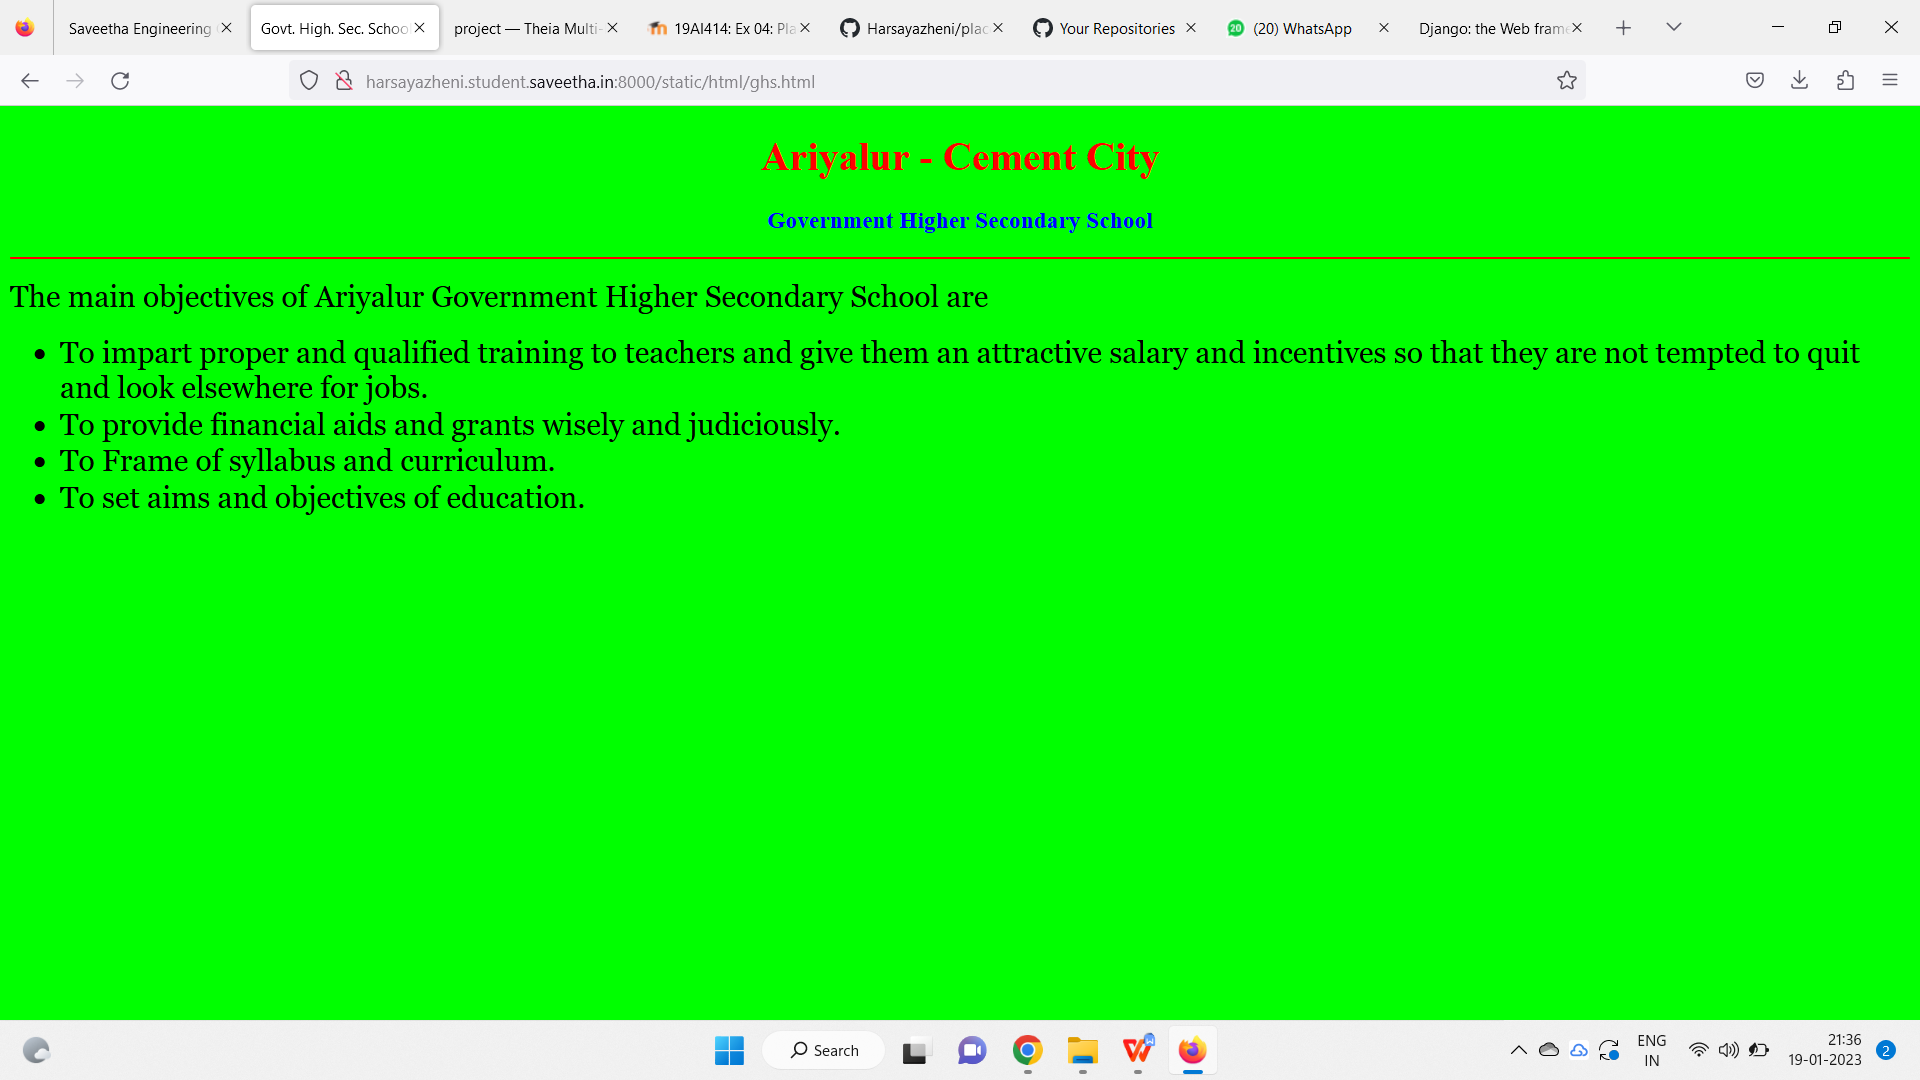 Saveetha Engineering
Govt. High. Sec. Schoo
project — Theia Multi-
19AI414: Ex 04: Pla
Harsayazheni/plac
Your Repositories
20
(20) WhatsApp
Django: the Web frame
harsayazheni.student.saveetha.in:8000/static/html/ghs.html
Ariyalur - Cement City
Government Higher Secondary School
The main objectives of Ariyalur Government Higher Secondary School are
• To impart proper and qualified training to teachers and give them an attractive salary and incentives so that they are not tempted to quit
and look elsewhere for jobs.
• To provide financial aids and grants wisely and judiciously.
• To Frame of syllabus and curriculum.
• To set aims and objectives of education.
Search
ENG
IN
21:36
19-01-2023
2